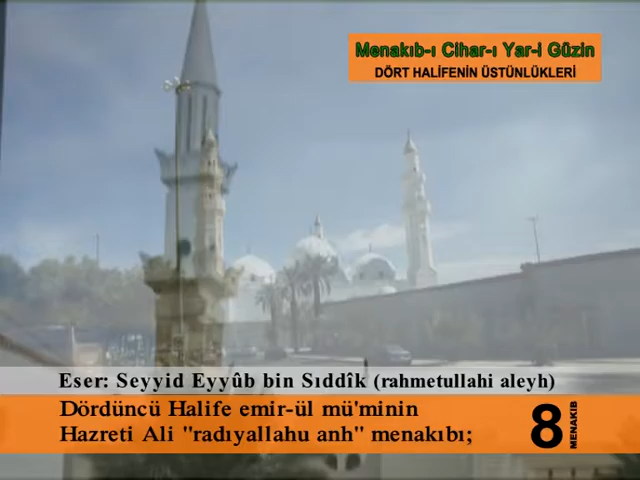 Menakıb-ı Cihar-ı Yar-i Güzin
DÖRT HALİFENİN ÜSTÜNLÜKLERİ
Eser: Seyyid Eyyûb bin Sıddîk (rahmetullahi aleyh)
Dördüncü Halife emir-ül mü'minin
Hazreti Ali "radıyallahu anh" menakıbı;
8
MENAKIB